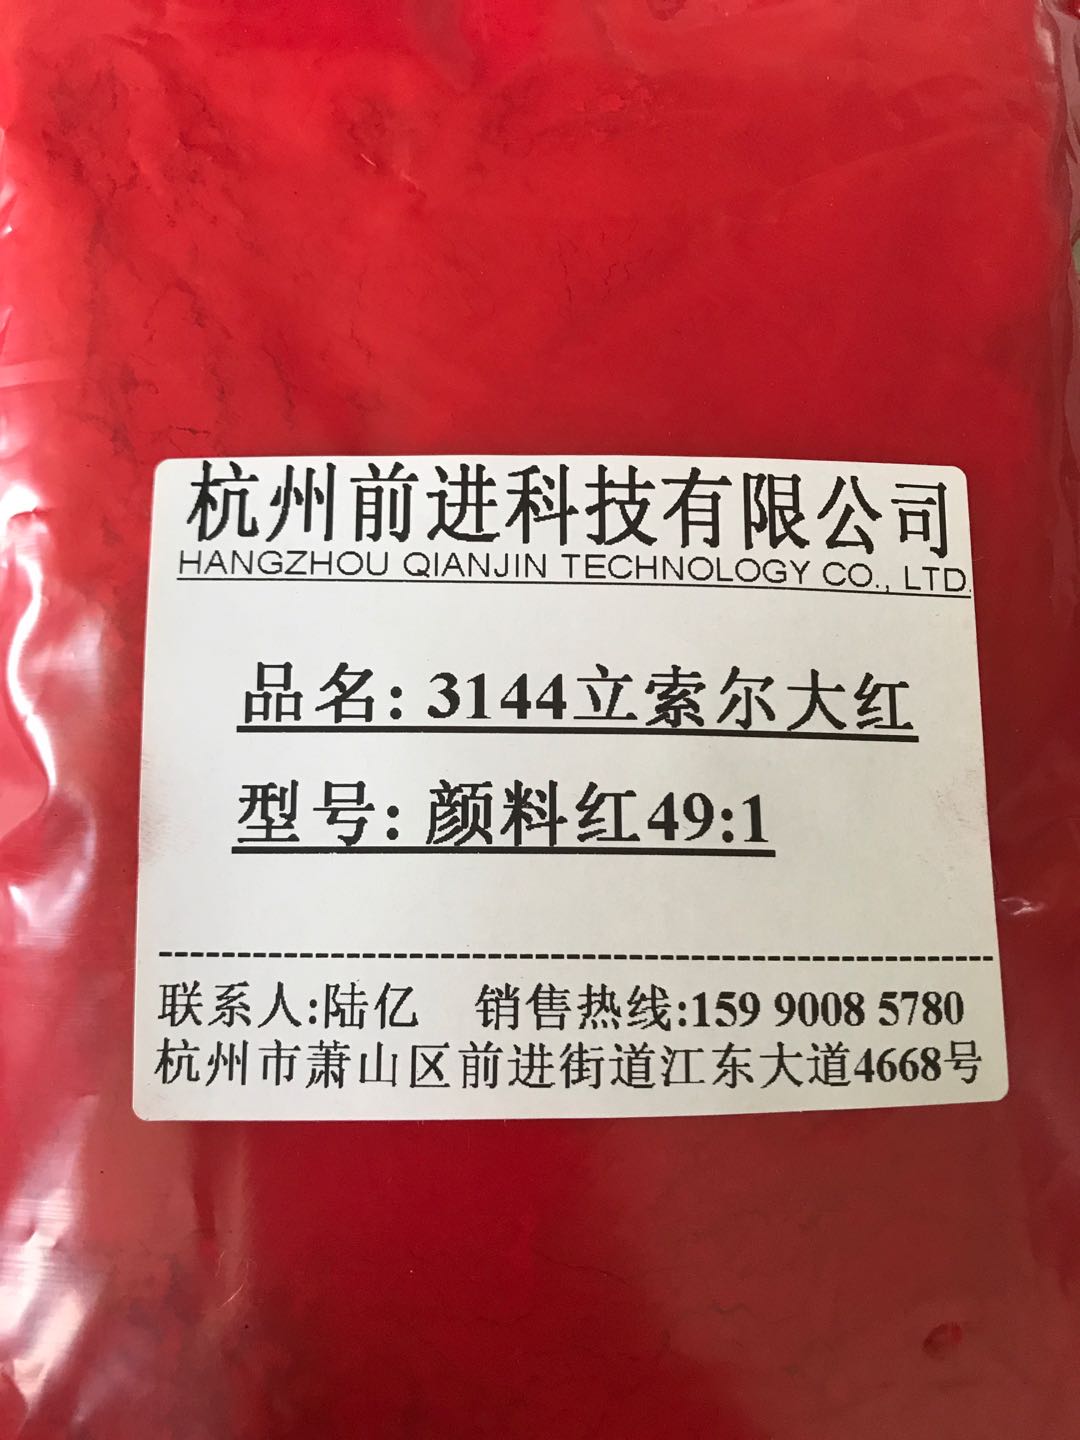 杭州前进科技有限公司
HANGZHOU QIANJIN TECHNOLOGY CO., LTD.
品名: 3144立索尔大红
型号: 颜料红49:1
联系人:陆亿 销售热线:159 9008 5780
杭州市萧山区前进街道江东大道4668号